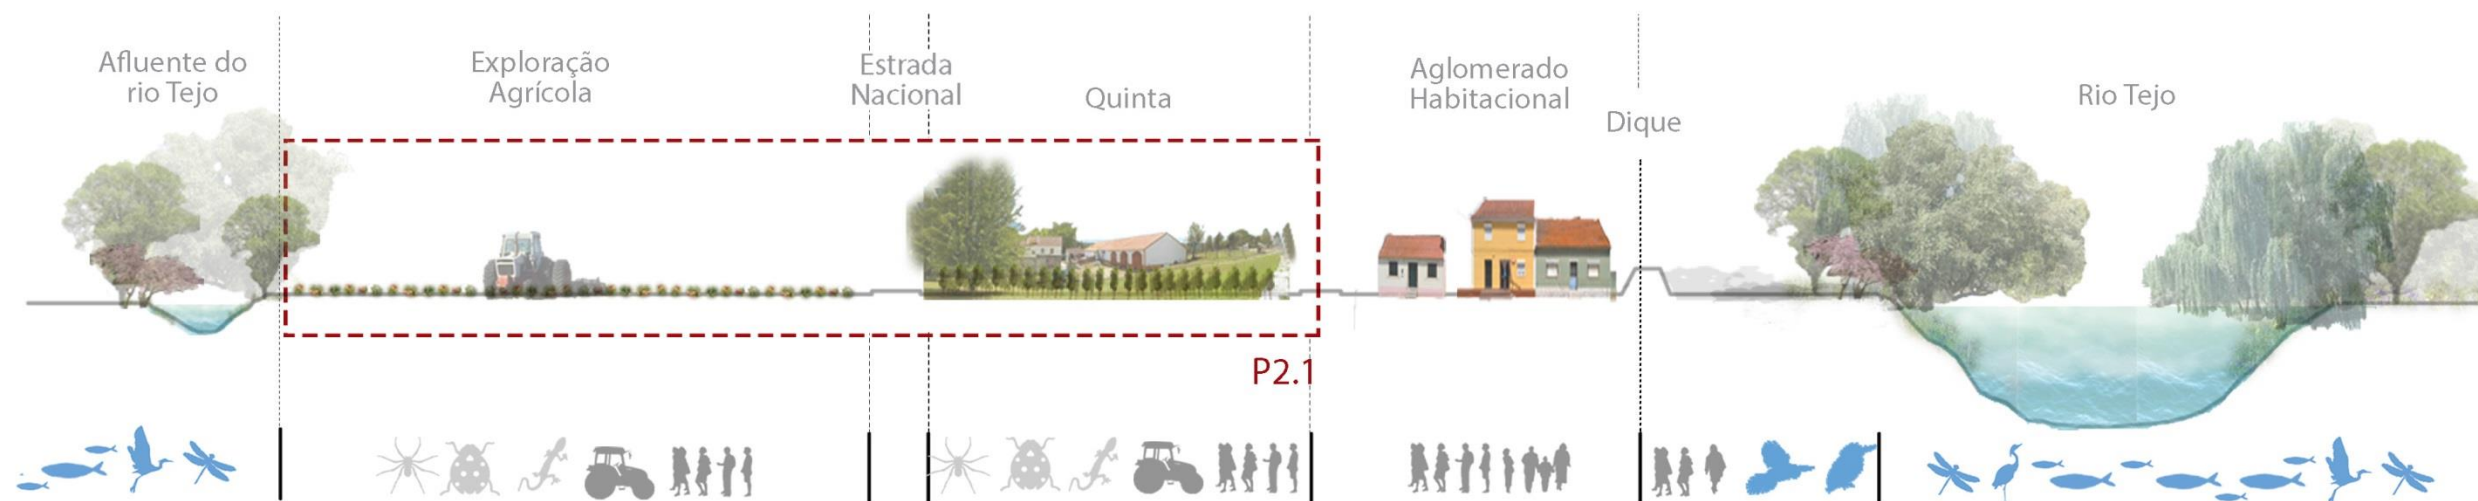 Afluente do
rio Tejo
Exploração
Agrícola
Estrada
Nacional
Quinta
Aglomerado
Habitacional
Dique
Rio Tejo
P2.1